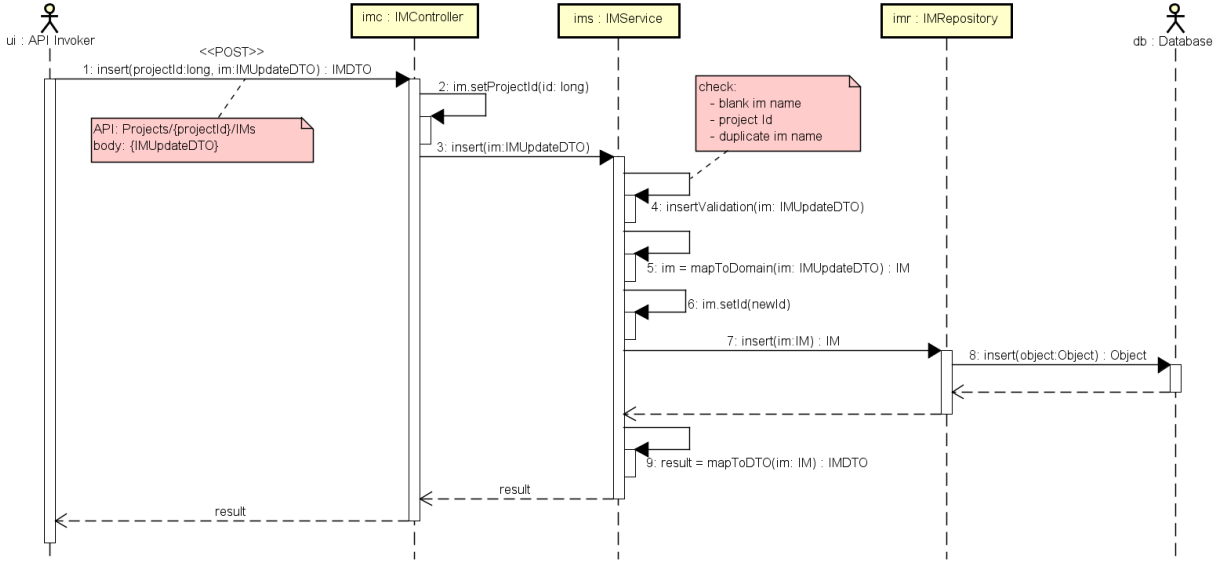 imc : IMController
ims : IMService
imr : IMRepository
ui : API Invoker
db : Database
<<POST>>
1: insert(projectId:long, im:IMUpdateDTO) : IMDTO
2: im.setProjectId(id: long)
check:
- blank im name
- project Id
- duplicate im name
API: Projects/{projectId}/IMs
body: {IMUpdateDTO}
3: insert(im:IMUpdateDTO)
4: insertValidation(im: IMUpdateDTO)
5: im = mapToDomain(im: IMUpdateDTO) : IM
6: im.setId(newId)
7: insert(im:IM) : IM
8: insert(object:Object) : Object
9: result = mapToDTO(im: IM) : IMDTO
result
result